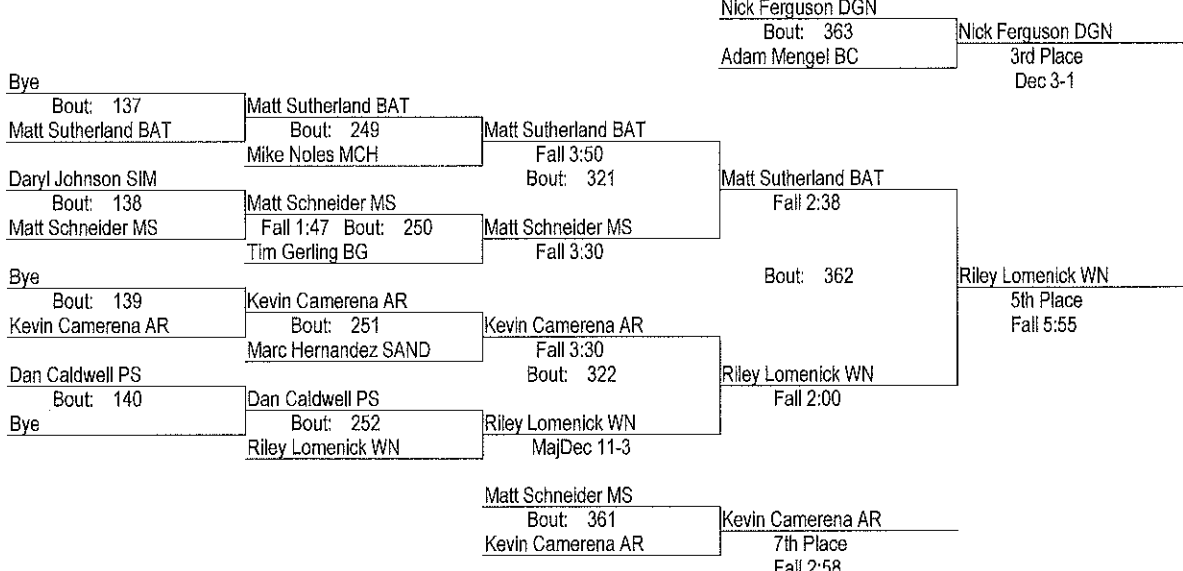 Nick Ferguson DGN
Bout: 363
Adam Mengel BC
Nick Ferguson DGN
3rd Place
Dec 3-1
Bye
Bout: 137
Matt Sutherland BAT
Daryl Johnson SIM
Bout: 138
Matt Schneider MS
Bye
Bout: 139
Kevin Camerena AR
Dan Caldwell PS
Bout: 140
Bye
Matt Sutherland BAT
Bout: 249
Mike Noles MCH
Matt Schneider MS
Fall 1:47 Bout: 250
Tim Gerling BG
Kevin Camerena AR
Bout: 251
Marc Hernandez SAND
Dan Caldwell PS
Bout: 252
Riley Lomenick WN
Matt Sutherland BAT
Fall 3:50
Bout: 321
Matt Schneider MS
Fall 3:30
Kevin Camerena AR
Fall 3:30
Bout: 322
Riley Lomenick WN
MajDec 11-3
Matt Sutherland BAT
Fall 2:38
Bout: 362
Riley Lomenick WN
Fall 2:00
Riley Lomenick WN
5th Place
Fall 5:55
Matt Schneider MS
Bout: 361
Kevin Camerena AR
Kevin Camerena AR
7th Place
Fall 2:58